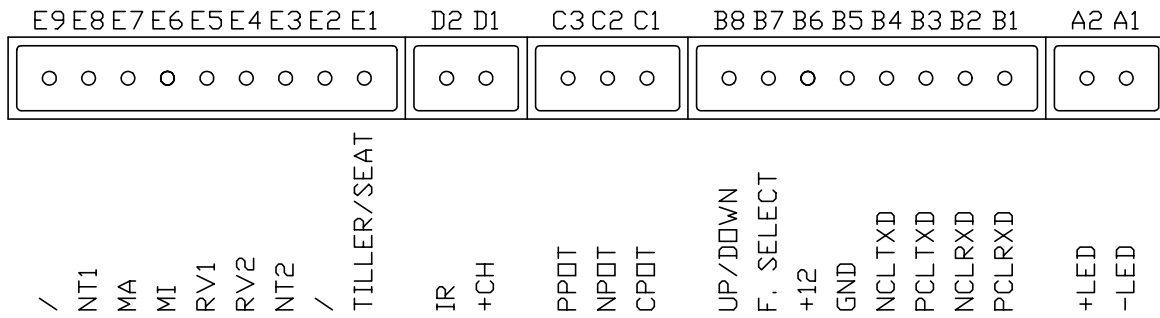 E9 E8 E7 E6 E5 E4 E3 E2 E1 D2 D1 C3 C2 C1 B8 B7 B6 B5 B4 B3 B2 B1 A2 A1
/
NT1
MA
MI
RV1
RV2
NT2
/
TILLER/SEAT
IR
+CH
PPOT
NPOT
CPOT
UP/DOWN
F. SELECT
+12
GND
NCLTXD
PCLTXD
NCLRXD
PCLRXD
+LED
-LED